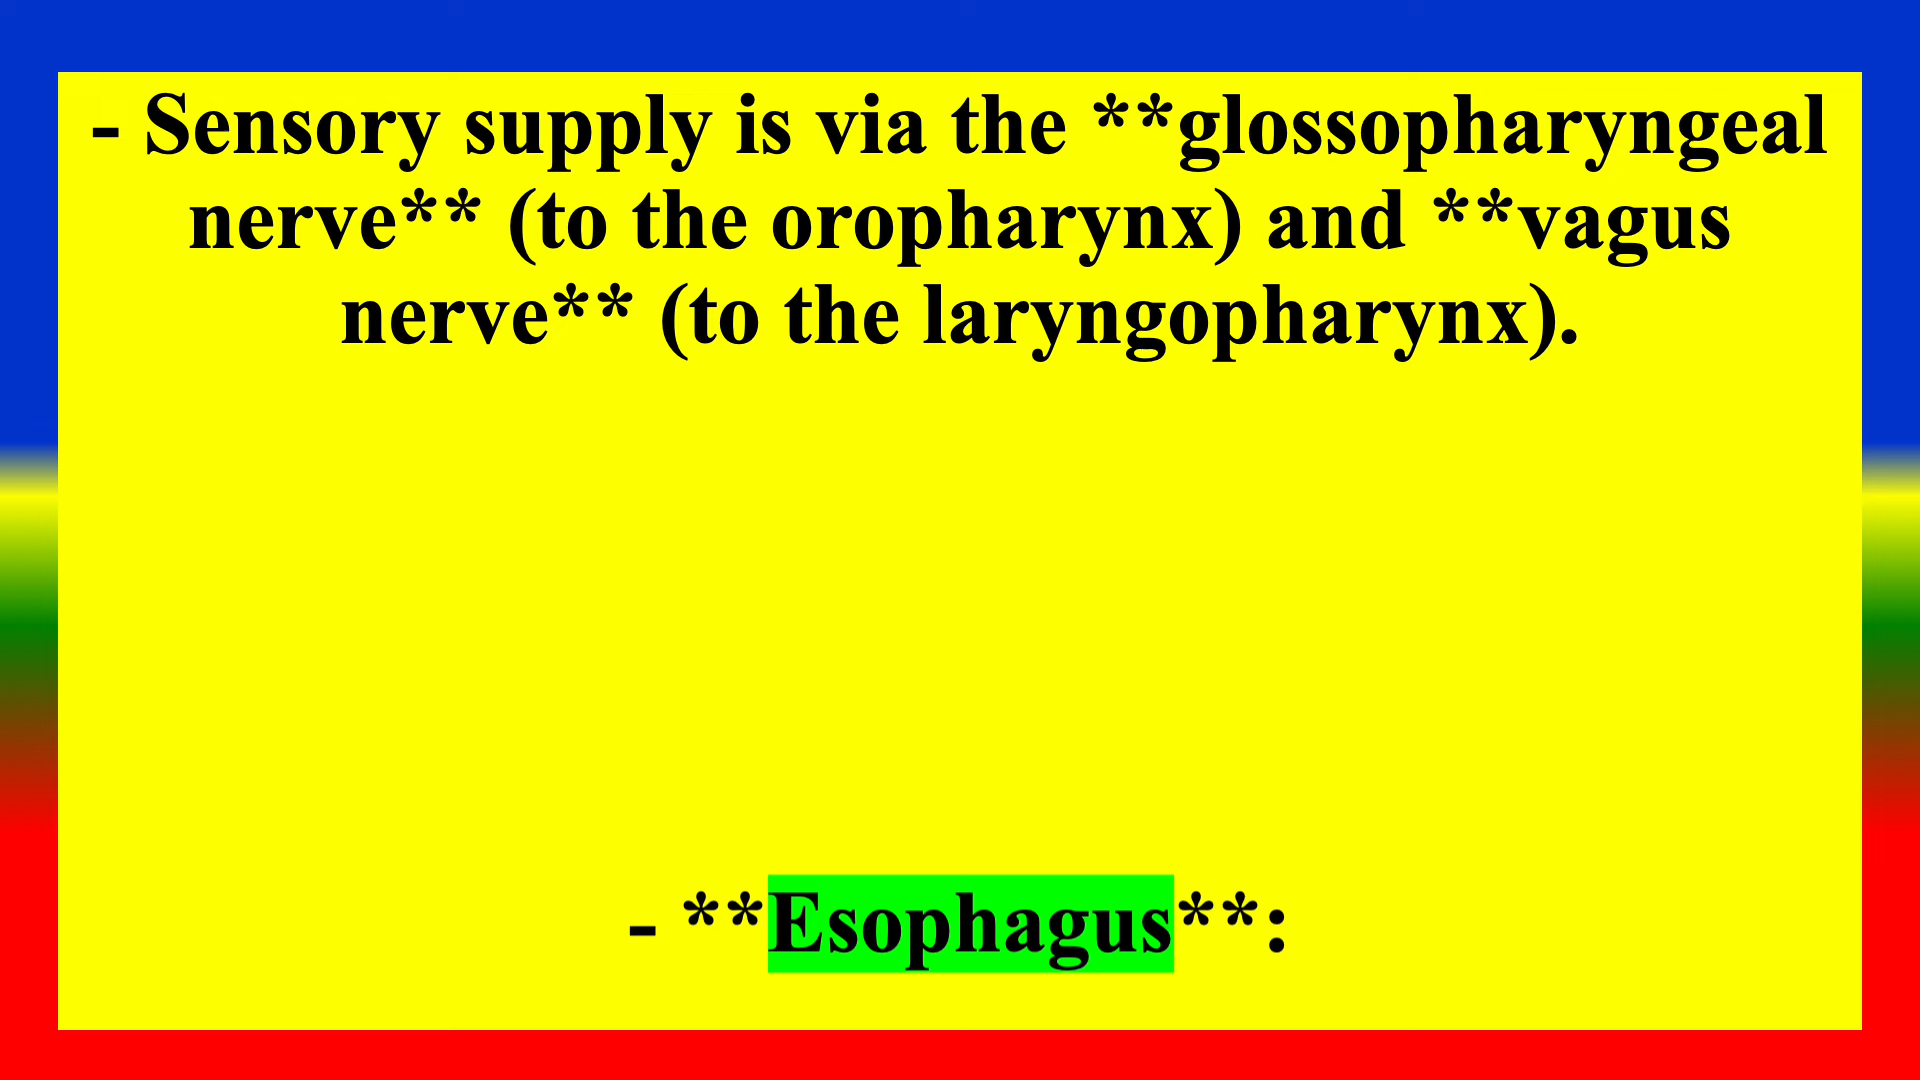 - Sensory supply is via the **glossopharyngeal
nerve** (to the oropharynx) and **vagus
nerve** (to the laryngopharynx).
- **Esophagus**: